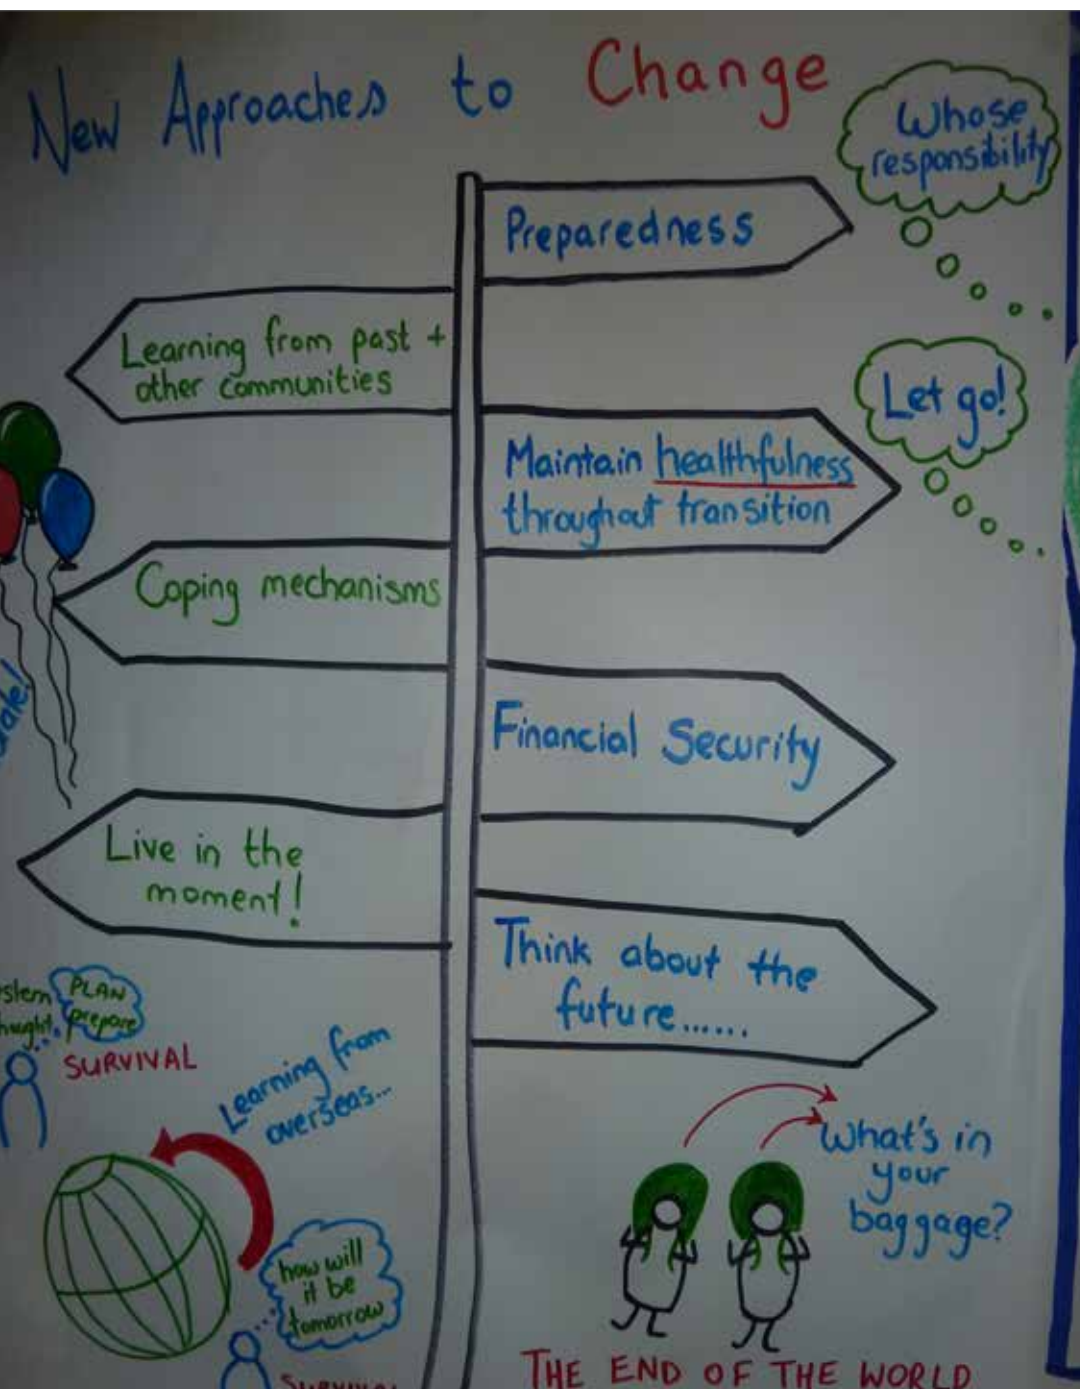 New Approaches to Change
Whose
responsibility
Preparedness
Learning from past +
other communities
Let go!
Maintain healthfulness
throughout transition
Coping mechanisms
Financial Security
Live in the
moment!
Think about the
future......
PLAN
prepare
SURVIVAL
Learning from
overseas...
What's in
your
baggage?
how will
it be
tomorrow
THE END OF THE WORLD